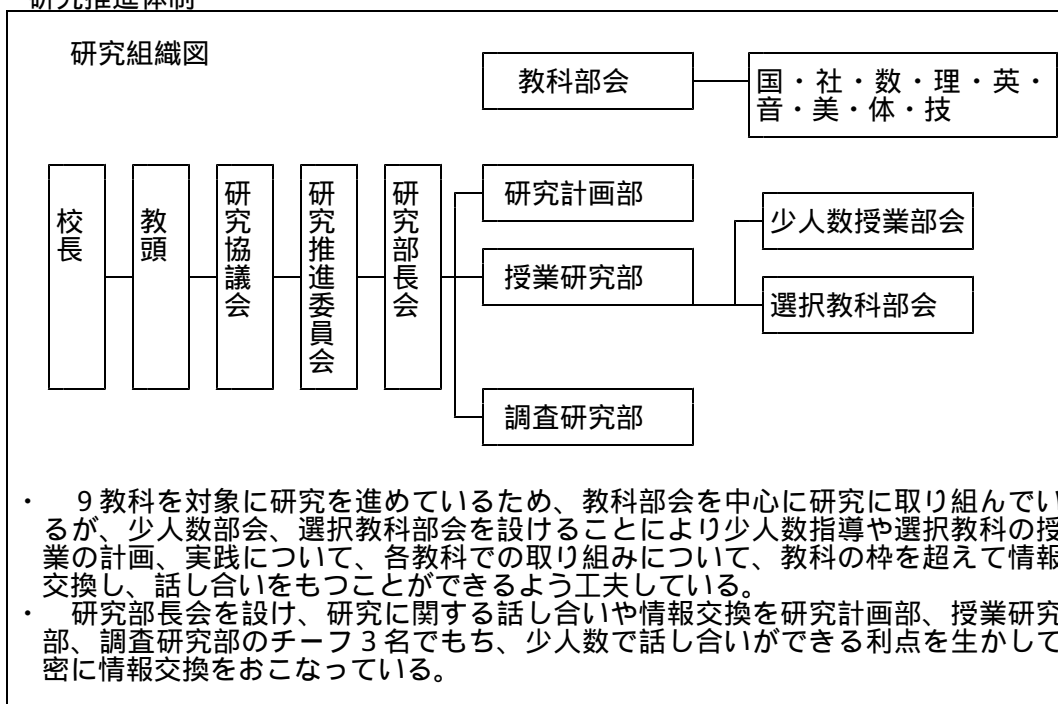 研究推進体制
研究組織図
教科部会
国・社・数・理・英・
音・美・体・技
校長
教頭
研究協議会
研究推進委員会
研究部長会
研究計画部
授業研究部
調査研究部
少人数授業部会
選択教科部会
・　９教科を対象に研究を進めているため、教科部会を中心に研究に取り組んでい
るが、少人数部会、選択教科部会を設けることにより少人数指導や選択教科の授
業の計画、実践について、各教科での取り組みについて、教科の枠を超えて情報
交換し、話し合いをもつことができるよう工夫している。
・　研究部長会を設け、研究に関する話し合いや情報交換を研究計画部、授業研究
部、調査研究部のチーフ３名でもち、少人数で話し合いができる利点を生かして
密に情報交換をおこなっている。